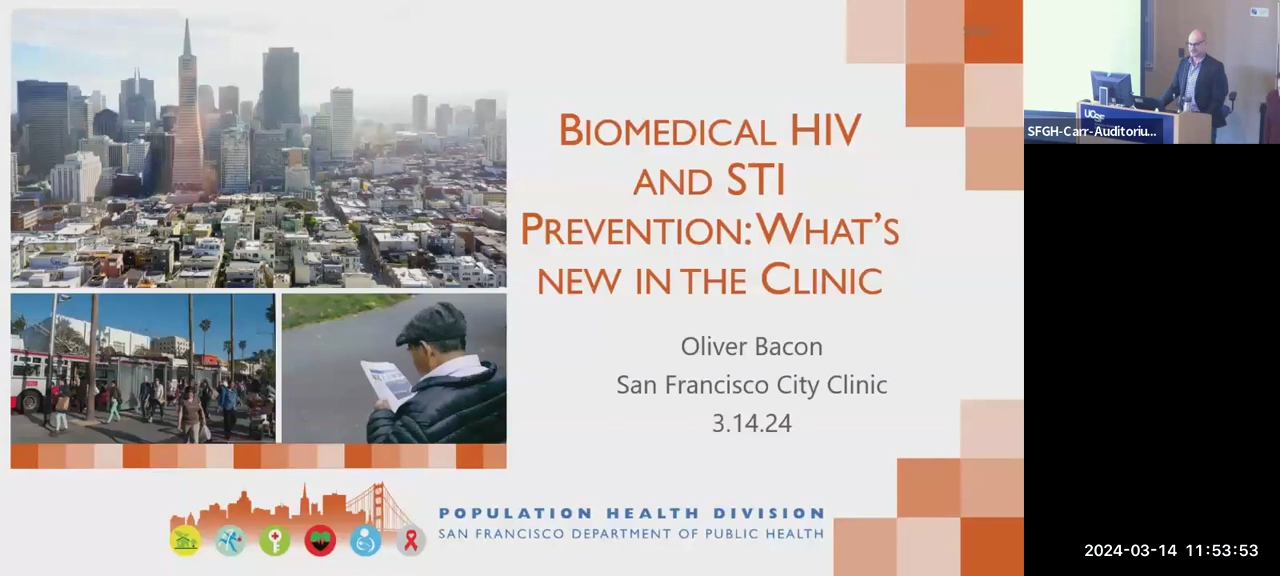 BIOMEDICAL HIV
AND STI
PREVENTION: WHAT'S
NEW IN THE CLINIC
Oliver Bacon
San Francisco City Clinic
3.14.24
POPULATION HEALTH DIVISION
SAN FRANCISCO DEPARTMENT OF PUBLIC HEALTH
UCSF
SFGH-Carr-Auditoriu...
2024-03-14 11:53:53